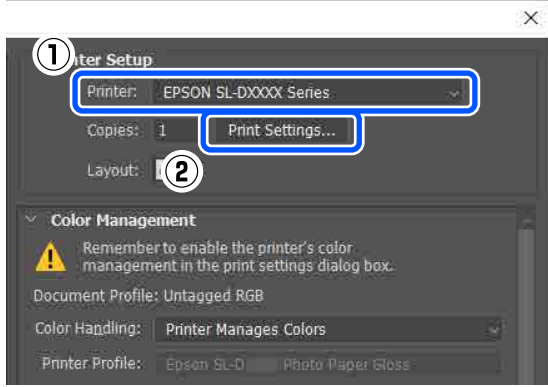 ①
Printer Setup
Printer: EPSON SL-DXXXX Series
Copies: 1 Print Settings...
Layout:
②
Color Management
Remember to enable the printer's color
management in the print settings dialog box.
Document Profile: Untagged RGB
Color Handling: Printer Manages Colors
Printer Profile: Epson SL-D Photo Paper Gloss